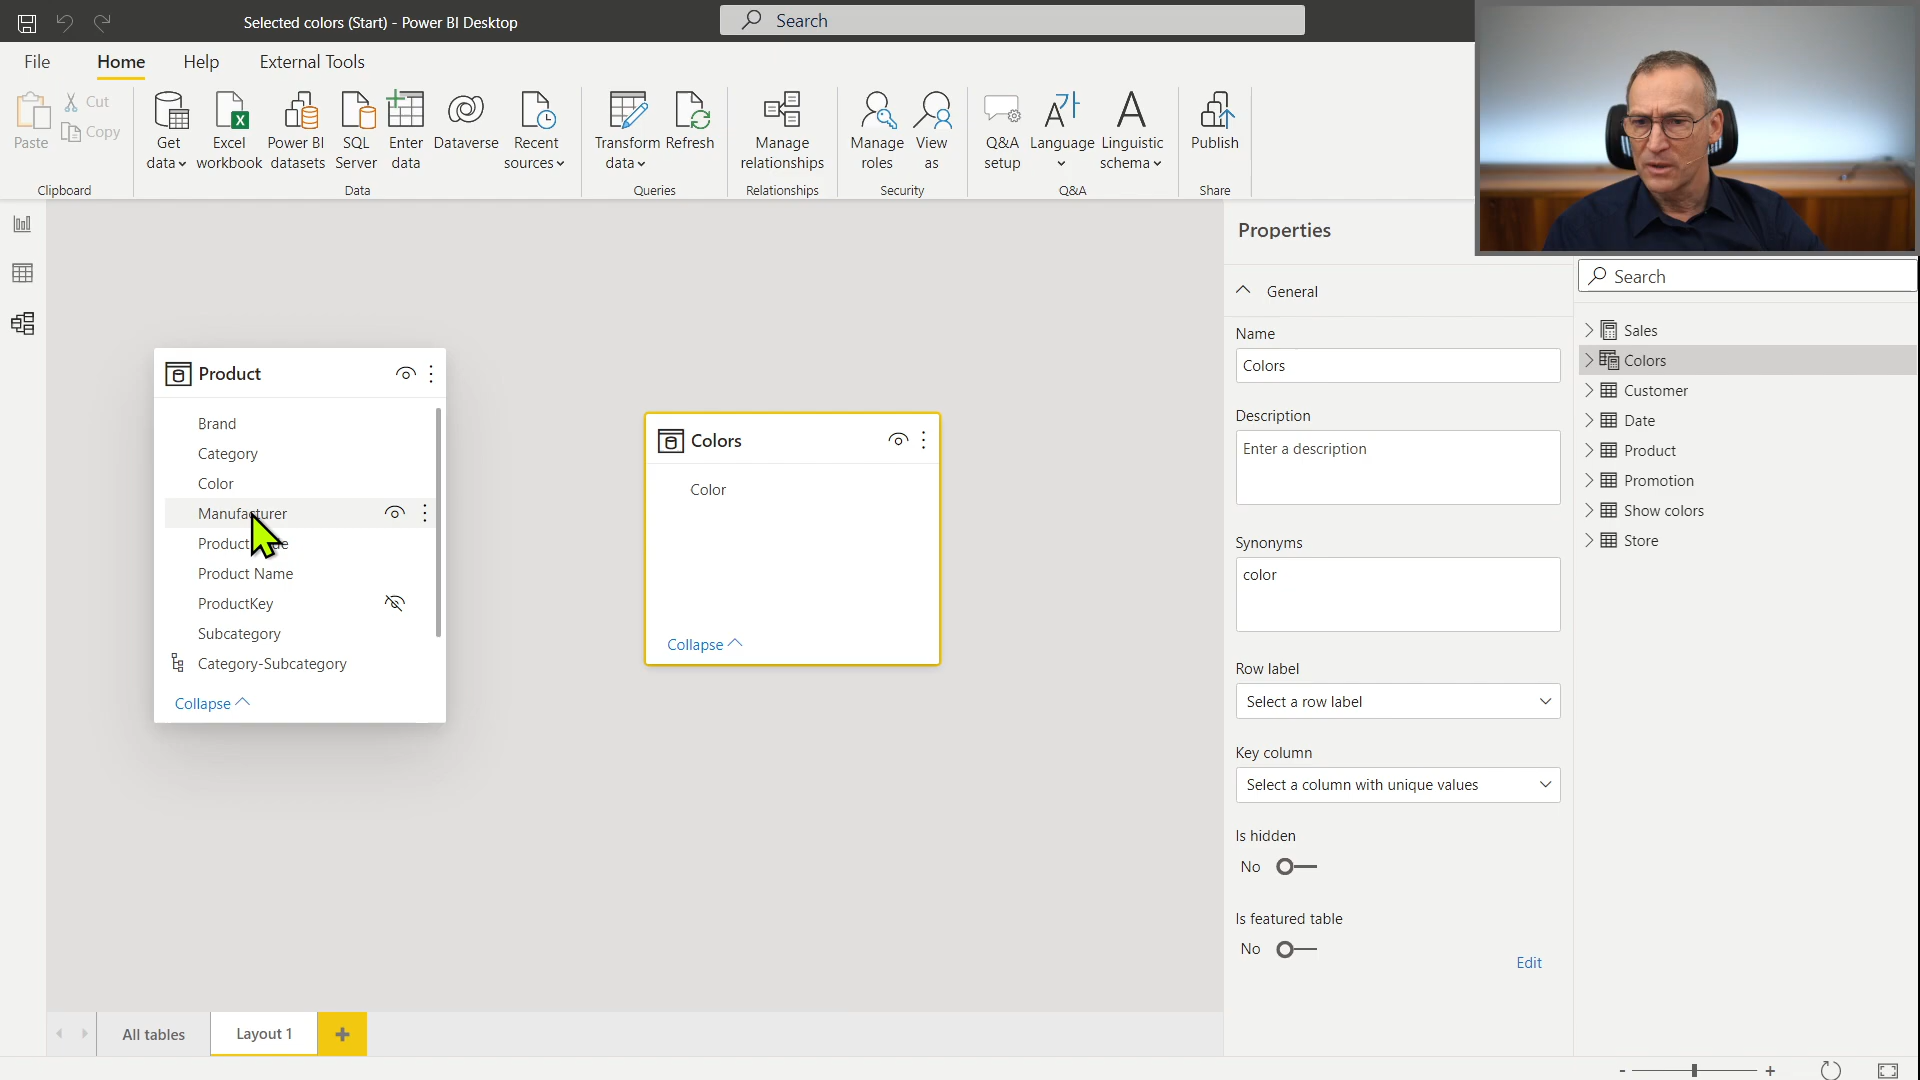 Selected colors (Start) - Power BI Desktop
Search
File
Home
Help
External Tools
Paste
Cut
Copy
Clipboard
Get data
Excel workbook
Power BI datasets
SQL Server
Enter data
Dataverse
Recent sources
Data
Transform data
Refresh
Queries
Manage relationships
Relationships
Manage roles
View as
Security
Q&A setup
Language
Linguistic schema
Q&A
Publish
Share
Product
Brand
Category
Color
Manufacturer
Product
Product Name
ProductKey
Subcategory
Category-Subcategory
Collapse
Colors
Color
Collapse
Properties
General
Name
Colors
Description
Enter a description
Synonyms
color
Row label
Select a row label
Key column
Select a column with unique values
Is hidden
No
Is featured table
No
Edit
Search
Sales
Colors
Customer
Date
Product
Promotion
Show colors
Store
All tables
Layout 1